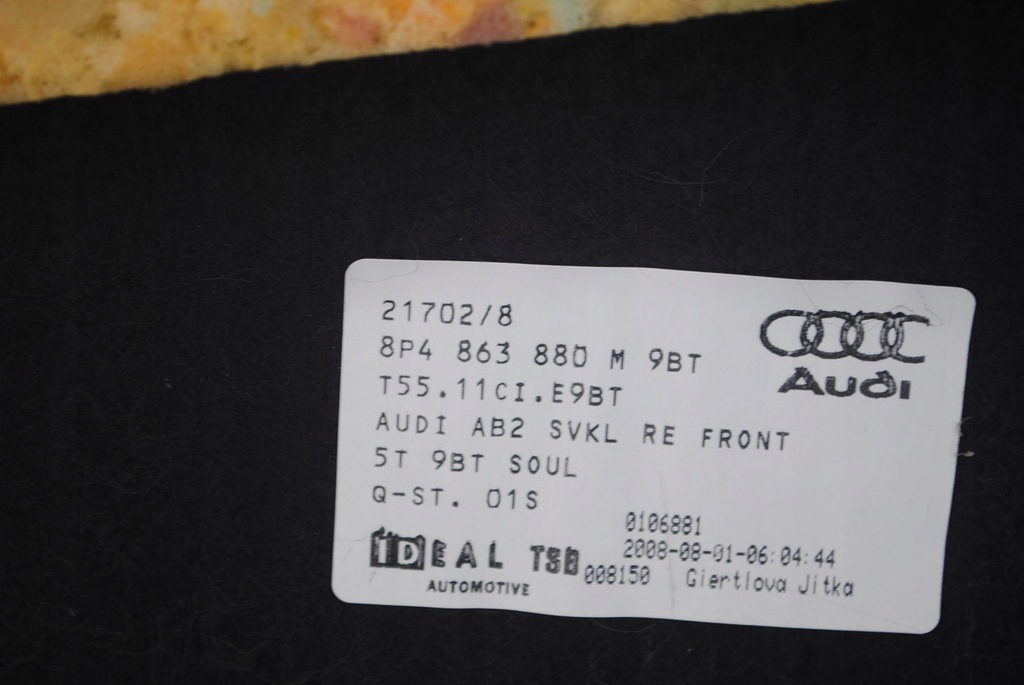 21702/8
8P4 863 880 M 9BT
T55.11CI.E9BT
AUDI AB2 SVKL RE FRONT
5T 9BT SOUL
Q-ST. 01S
Audi
0106881
2008-08-01-06:04:44
008150 Giertlova Jitka
IDEAL TSB
AUTOMOTIVE